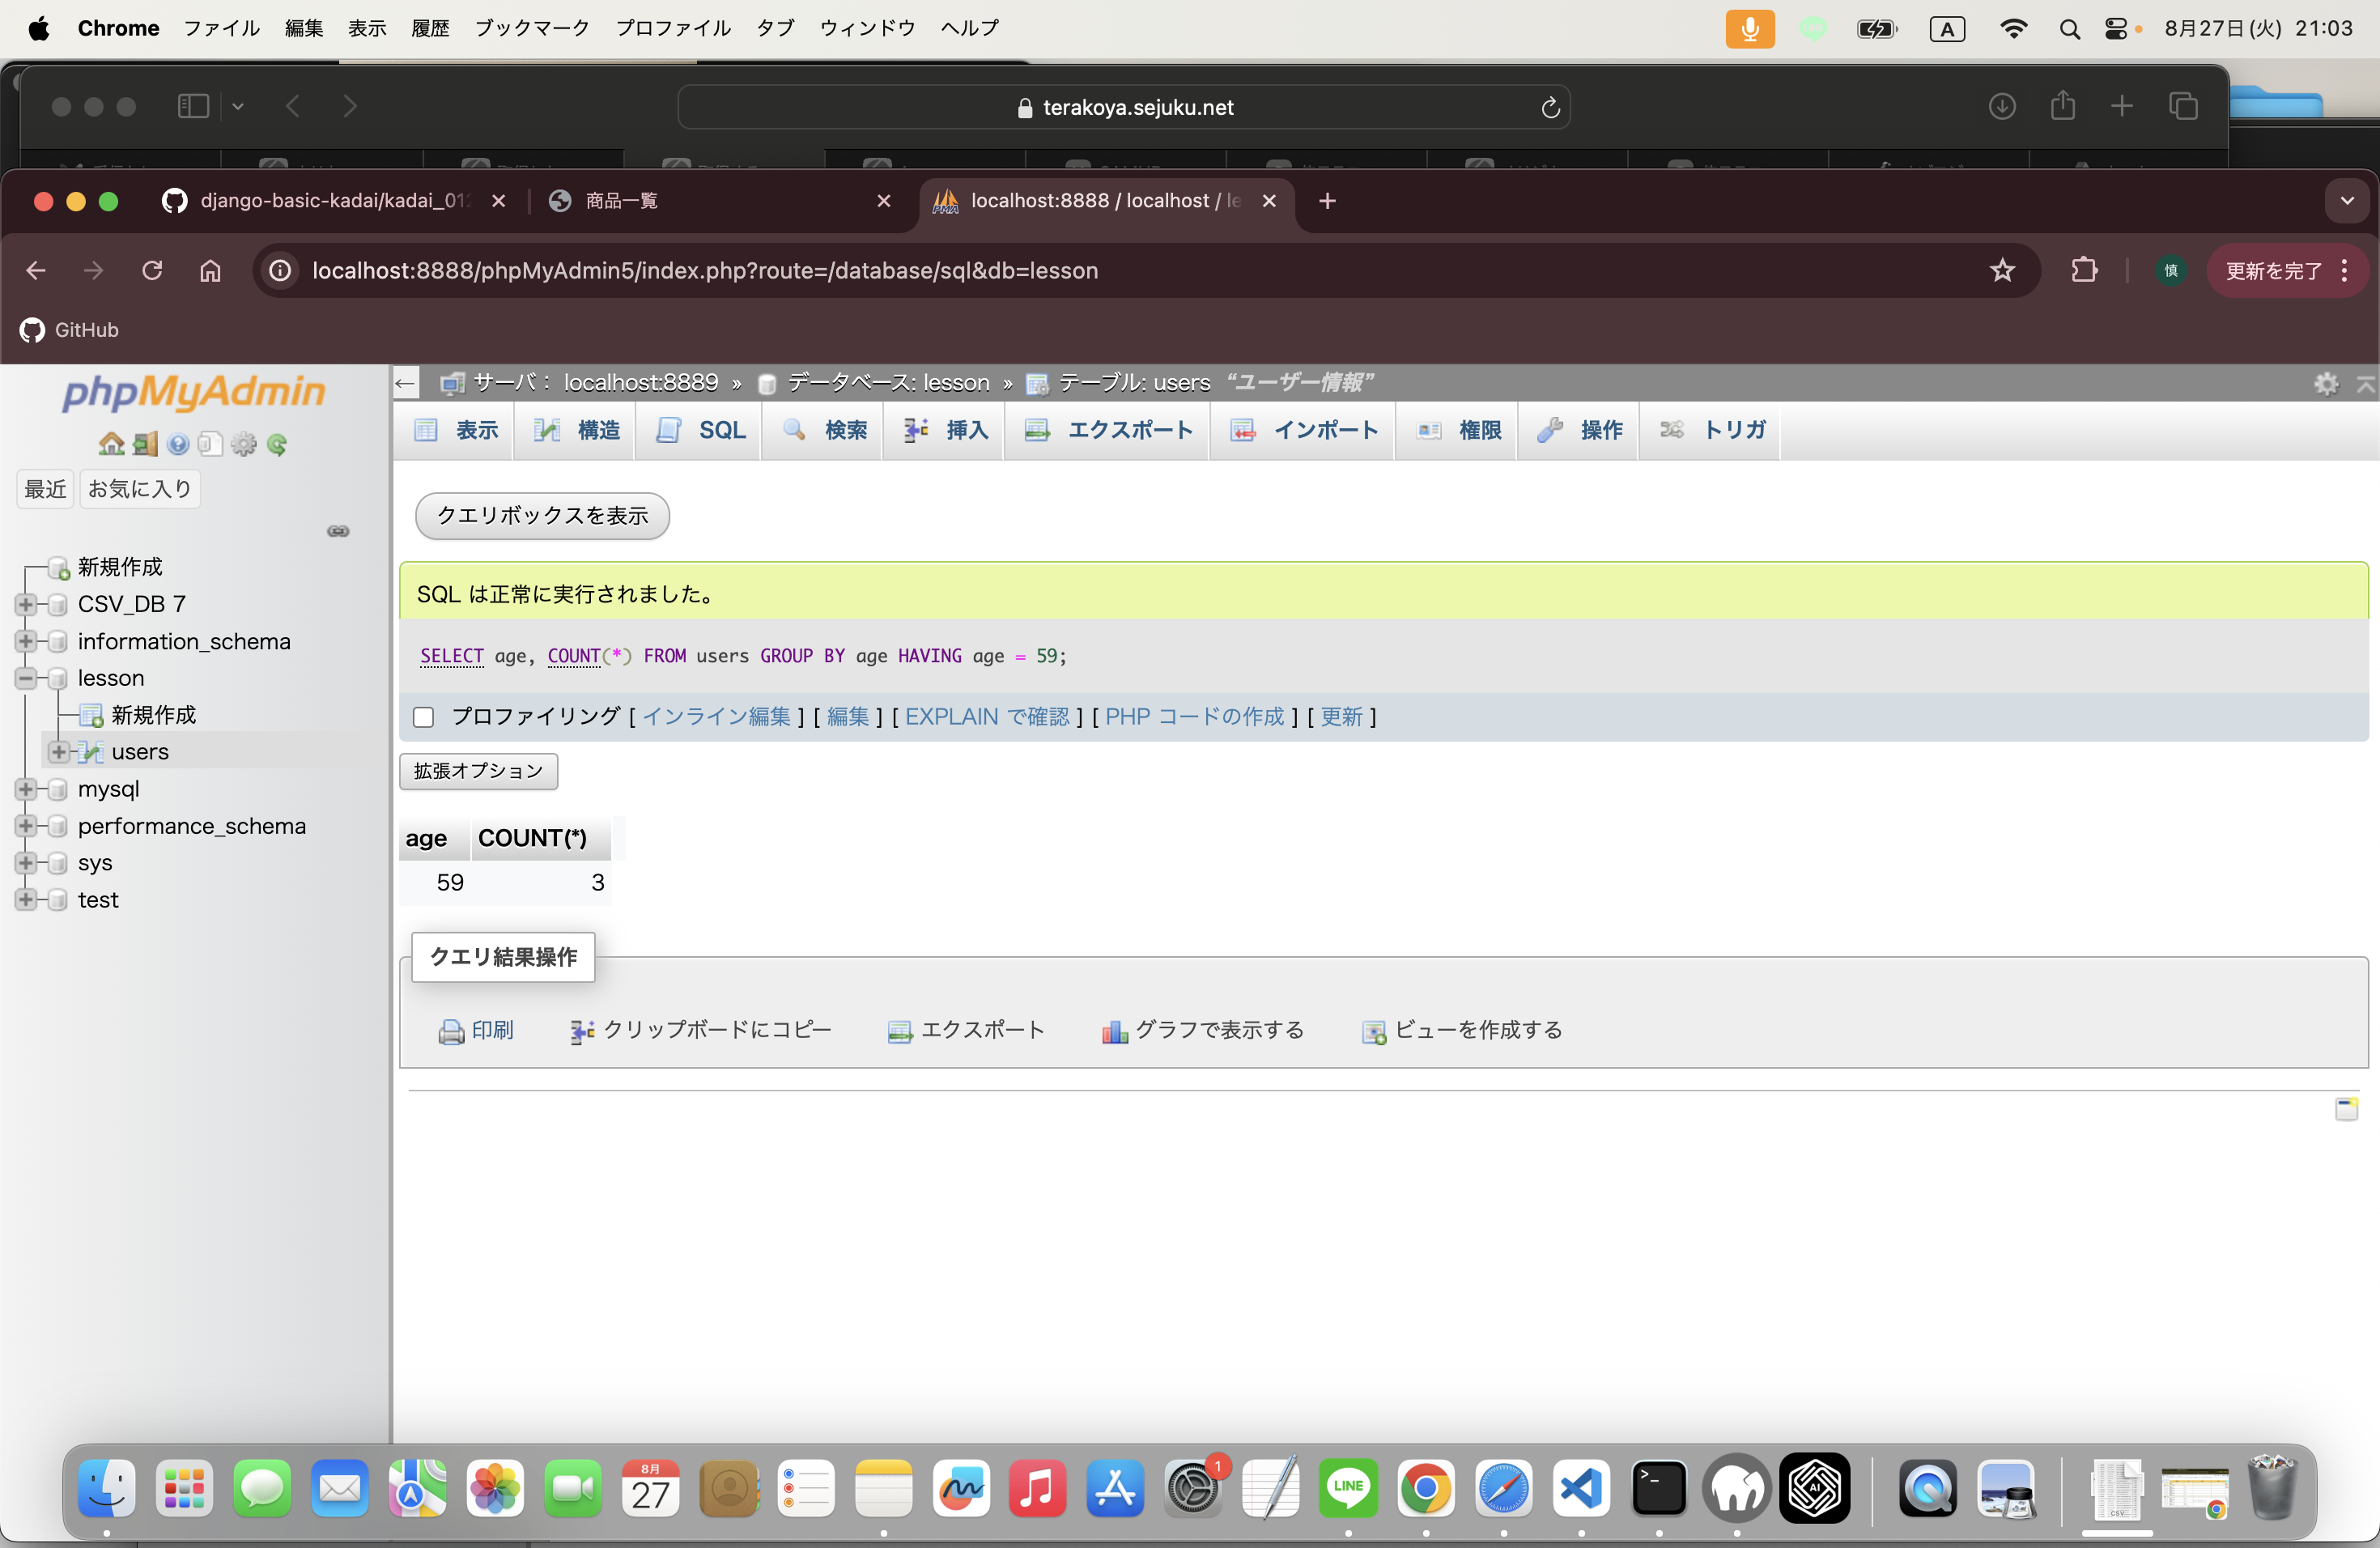 Chrome ファイル 編集 表示 履歴 ブックマーク プロファイル タブ ウィンドウ ヘルプ
A 8月27日(火) 21:03
terakoya.sejuku.net
django-basic-kadai/kadai_01 商品一覧 localhost:8888 / localhost / le
localhost:8888/phpMyAdmin5/index.php?route=/database/sql&db=lesson
慎 更新を完了
GitHub
phpMyAdmin
サーバ: localhost:8889 » データベース: lesson » テーブル: users “ユーザー情報”
表示 構造 SQL 検索 挿入 エクスポート インポート 権限 操作 トリガ
最近 お気に入り
新規作成
CSV_DB 7
information_schema
lesson
新規作成
users
mysql
performance_schema
sys
test
クエリボックスを表示
SQL は正常に実行されました。
SELECT age, COUNT(*) FROM users GROUP BY age HAVING age = 59;
プロファイリング [ インライン編集 ] [ 編集 ] [ EXPLAIN で確認 ] [ PHP コードの作成 ] [ 更新 ]
拡張オプション
age COUNT(*)
59 3
クエリ結果操作
印刷 クリップボードにコピー エクスポート グラフで表示する ビューを作成する
8月
27
1
LINE
>_
AI
CSV